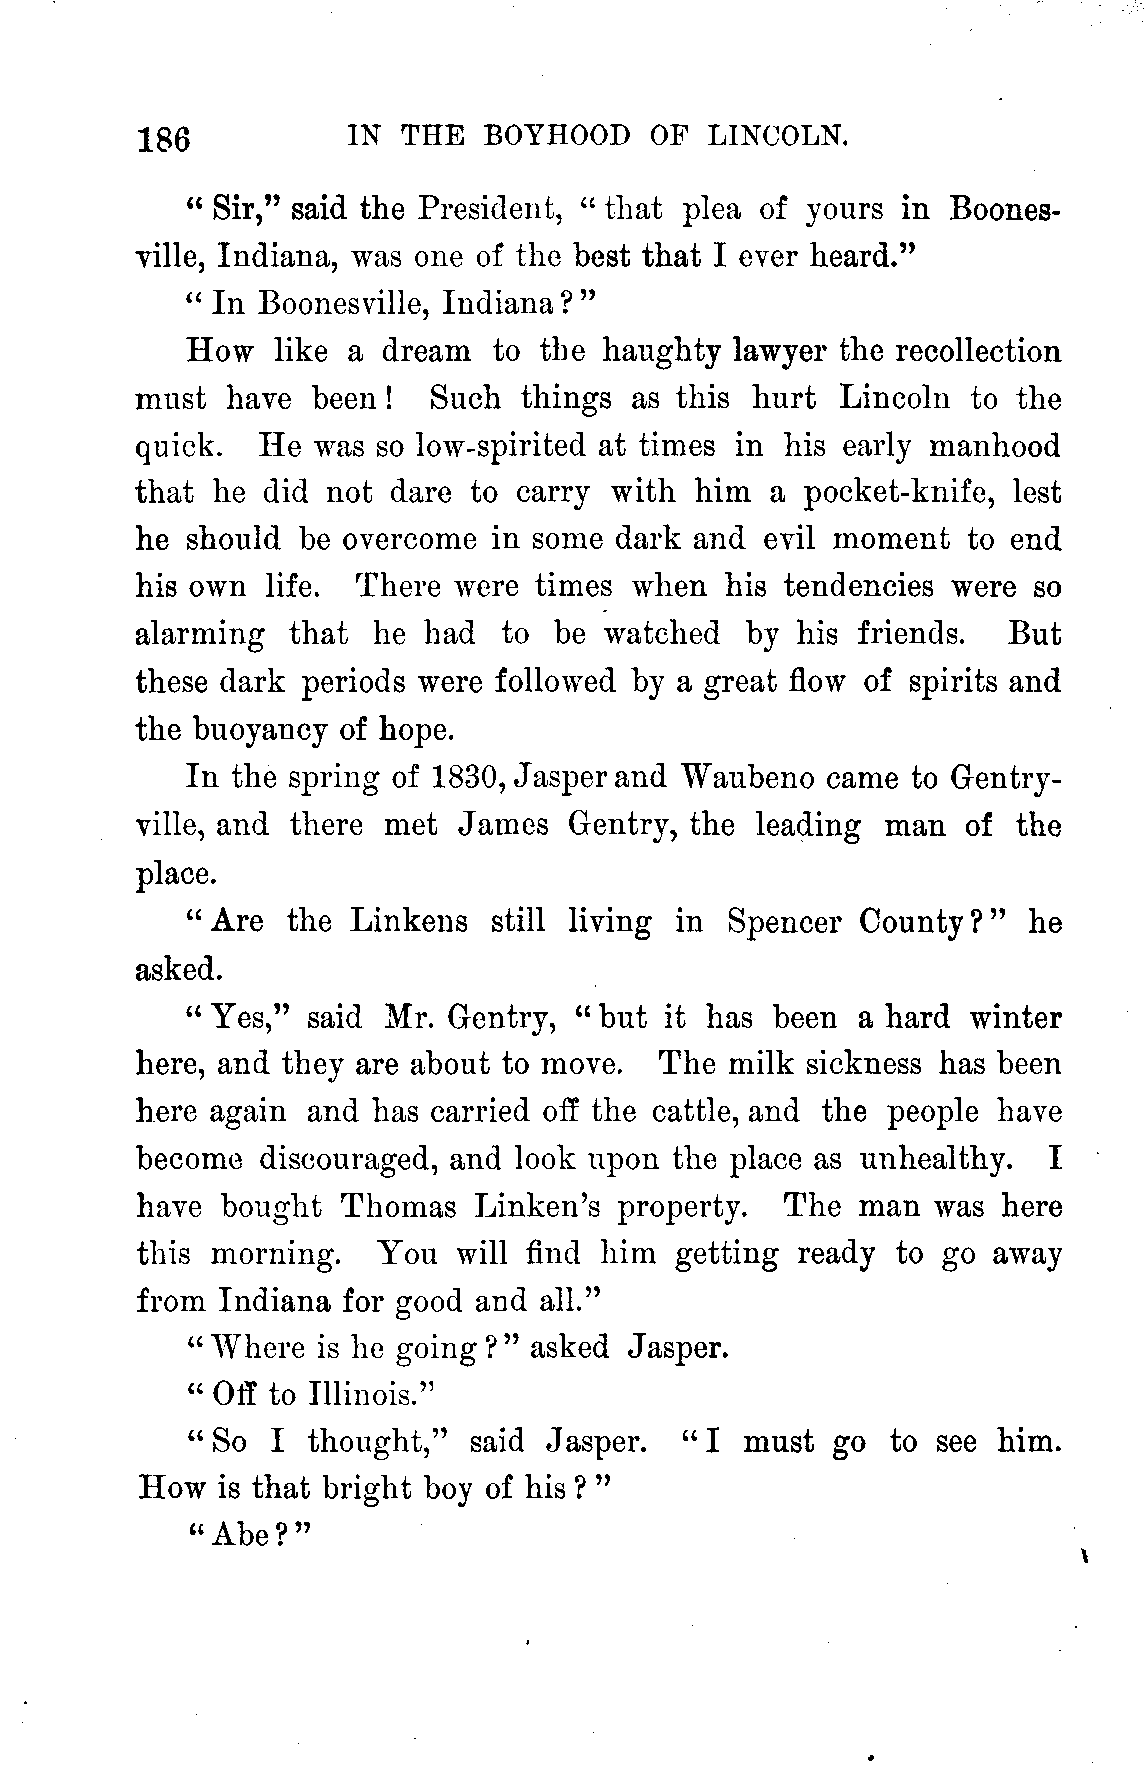 186 IN THE BOYHOOD OF LINCOLN.
“ Sir,” said the President, “ that plea of yours in Boones-
ville, Indiana, was one of the best that I ever heard.”
“ In Boonesville, Indiana ? ”
How like a dream to the haughty lawyer the recollection
must have been ! Such things as this hurt Lincoln to the
quick. He was so low-spirited at times in his early manhood
that he did not dare to carry with him a pocket-knife, lest
he should be overcome in some dark and evil moment to end
his own life. There were times when his tendencies were so
alarming that he had to be watched by his friends. But
these dark periods were followed by a great flow of spirits and
the buoyancy of hope.
In the spring of 1830, Jasper and Waubeno came to Gentry-
ville, and there met James Gentry, the leading man of the
place.
“ Are the Linkens still living in Spencer County ? ” he
asked.
“ Yes,” said Mr. Gentry, “ but it has been a hard winter
here, and they are about to move. The milk sickness has been
here again and has carried off the cattle, and the people have
become discouraged, and look upon the place as unhealthy. I
have bought Thomas Linken’s property. The man was here
this morning. You will find him getting ready to go away
from Indiana for good and all.”
“ Where is he going ? ” asked Jasper.
“ Off to Illinois.”
“ So I thought,” said Jasper. “ I must go to see him.
How is that bright boy of his ? ”
“ Abe ? ”